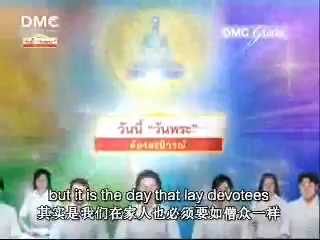 DMC
DMC Guide
วันนี้ "วันพระ"
but it is the day that lay devotees
其实是我们在家人也必须要如僧众一样